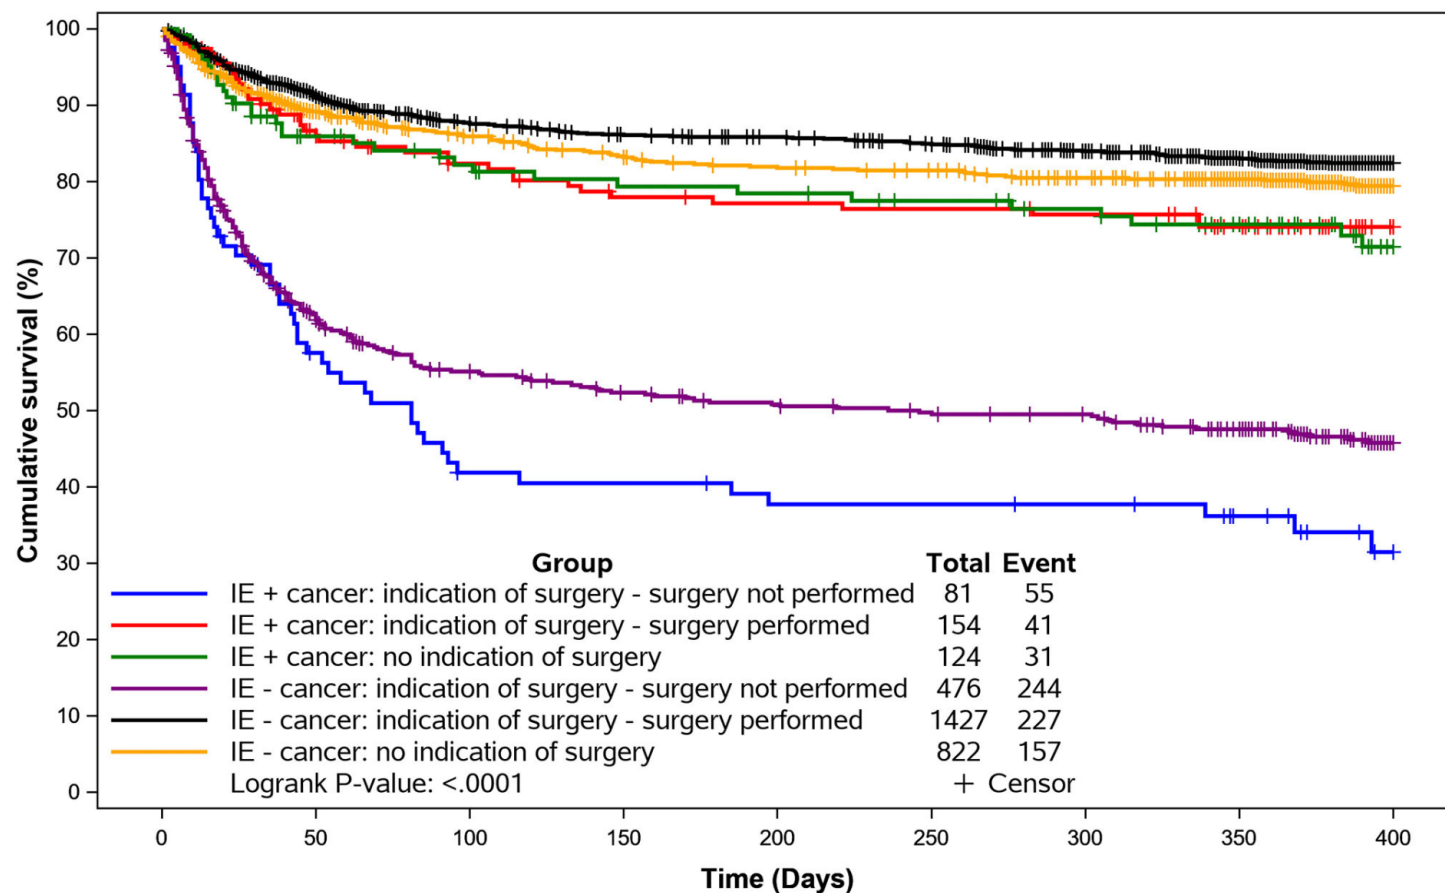 Cumulative survival (%)
100
90
80
70
60
50
40
30
20
10
0
Group Total Event
IE + cancer: indication of surgery - surgery not performed 81 55
IE + cancer: indication of surgery - surgery performed 154 41
IE + cancer: no indication of surgery 124 31
IE - cancer: indication of surgery - surgery not performed 476 244
IE - cancer: indication of surgery - surgery performed 1427 227
IE - cancer: no indication of surgery 822 157
Logrank P-value: <.0001 + Censor
0 50 100 150 200 250 300 350 400
Time (Days)